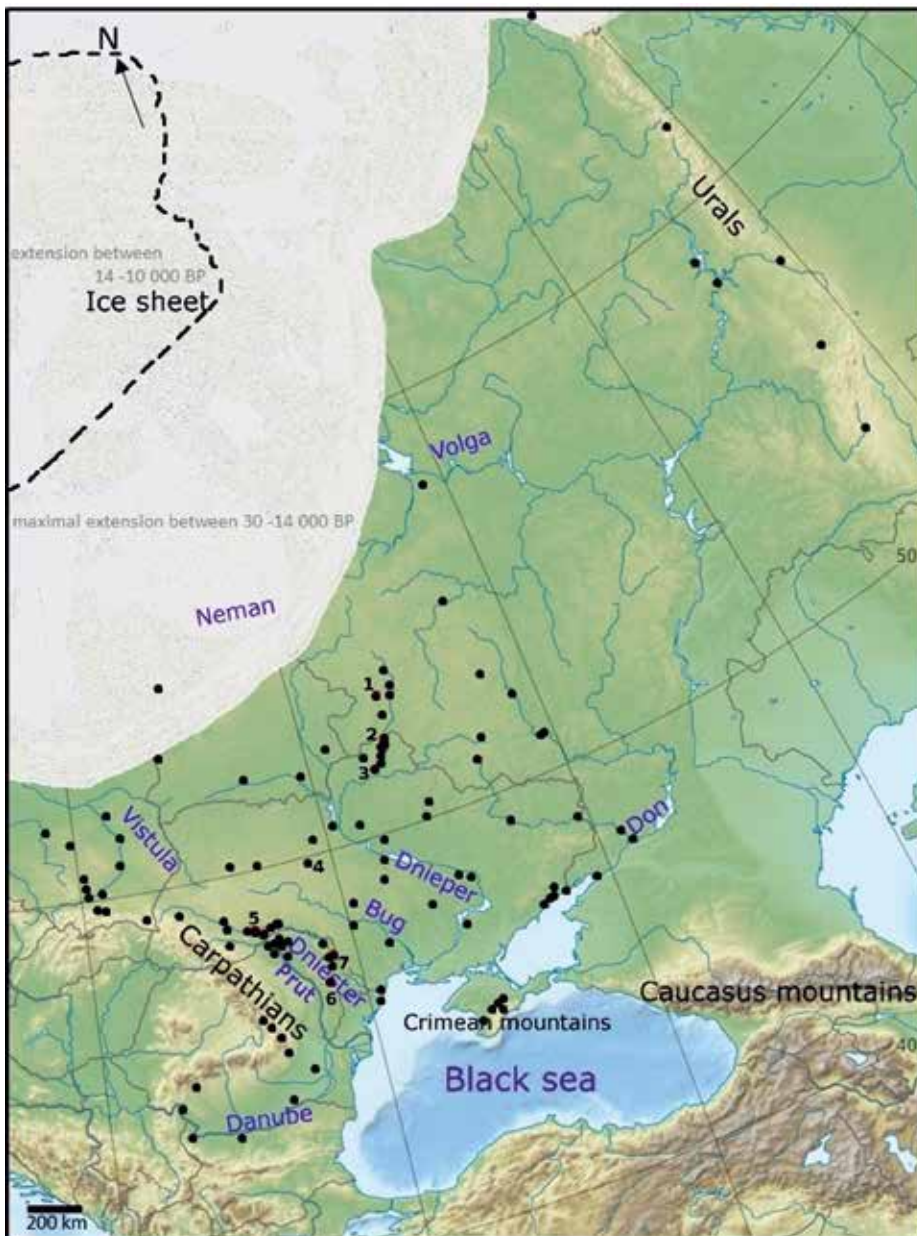 N
Urals
extension between
14 -10 000 BP
Ice sheet
Volga
maximal extension between 30 -14 000 BP
50
Neman
1
2
3
Don
Vistula
4
Dnieper
Bug
5
Carpathians
Dniester
7
Prut
6
Caucasus mountains
Crimean mountains
40
Black sea
Danube
200 km